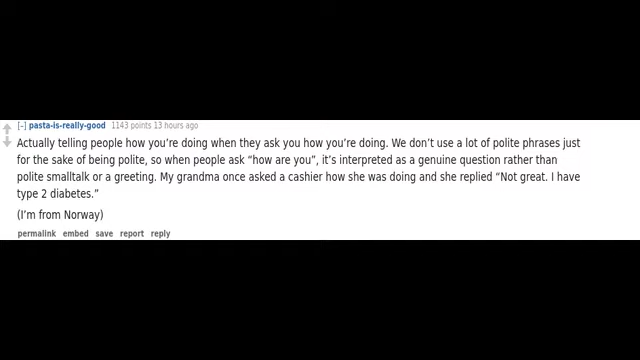 [–] pasta-is-really-good 1143 points 13 hours ago
Actually telling people how you're doing when they ask you how you're doing. We don't use a lot of polite phrases just
for the sake of being polite, so when people ask “how are you”, it's interpreted as a genuine question rather than
polite smalltalk or a greeting. My grandma once asked a cashier how she was doing and she replied “Not great. I have
type 2 diabetes.”
(I'm from Norway)
permalink embed save report reply